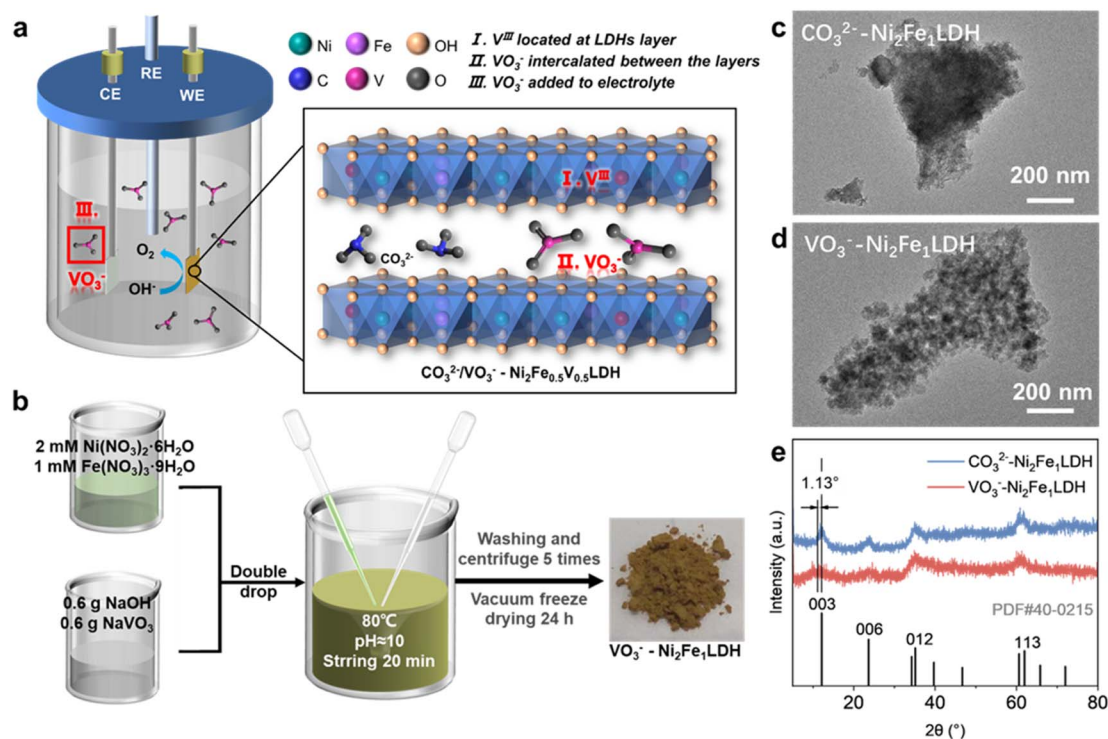 a
CE
RE
WE
III.
VO₃⁻
O₂
OH⁻
Ni
Fe
OH
C
V
O
I. Vᴵᴵᴵ located at LDHs layer
II. VO₃⁻ intercalated between the layers
III. VO₃⁻ added to electrolyte
I. Vᴵᴵᴵ
CO₃²⁻
II. VO₃⁻
CO₃²⁻/VO₃⁻ - Ni₂Fe₀.₅V₀.₅LDH
b
2 mM Ni(NO₃)₂·6H₂O
1 mM Fe(NO₃)₃·9H₂O
0.6 g NaOH
0.6 g NaVO₃
Double
drop
80℃
pH≈10
Strring 20 min
Washing and
centrifuge 5 times
Vacuum freeze
drying 24 h
VO₃⁻ - Ni₂Fe₁LDH
c
CO₃²⁻-Ni₂Fe₁LDH
200 nm
d
VO₃⁻-Ni₂Fe₁LDH
200 nm
e
CO₃²⁻-Ni₂Fe₁LDH
VO₃⁻-Ni₂Fe₁LDH
1.13°
Intensity (a.u.)
003
PDF#40-0215
006
012
113
20
40
60
80
2θ (°)